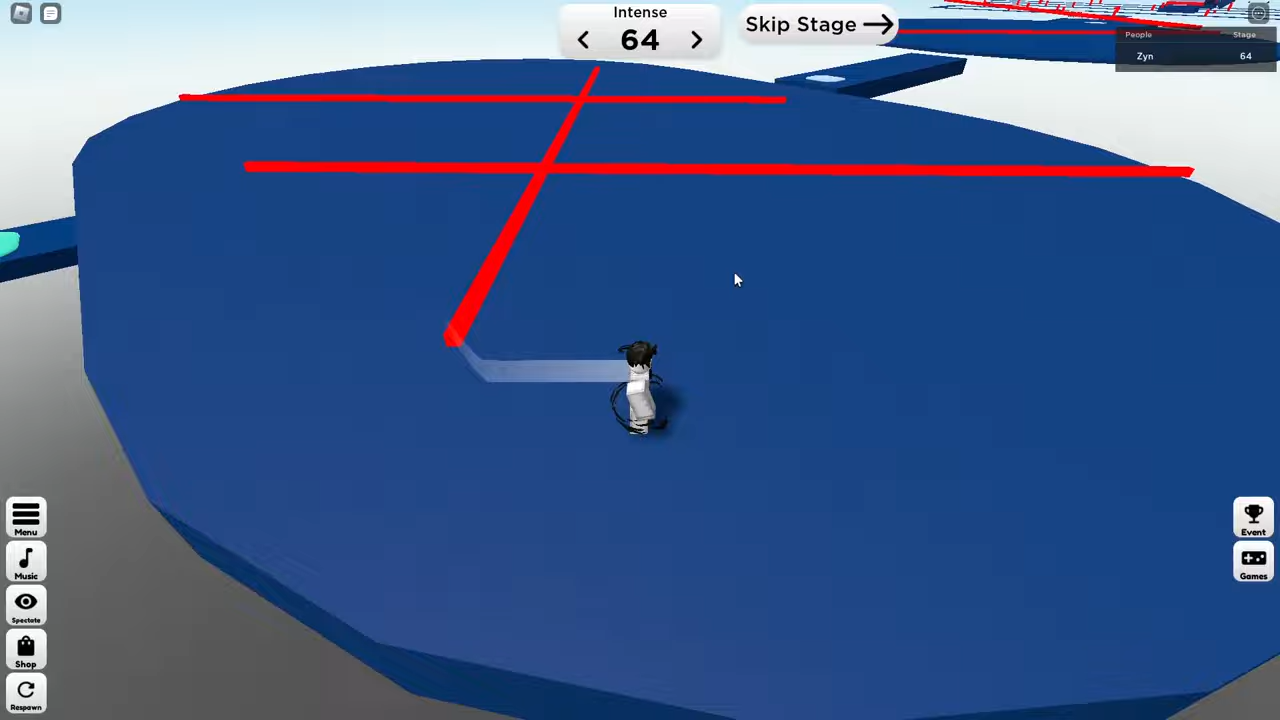 Intense
64
Skip Stage
People Stage
Zyn 64
Menu
Music
Spectate
Shop
Respawn
Event
Games